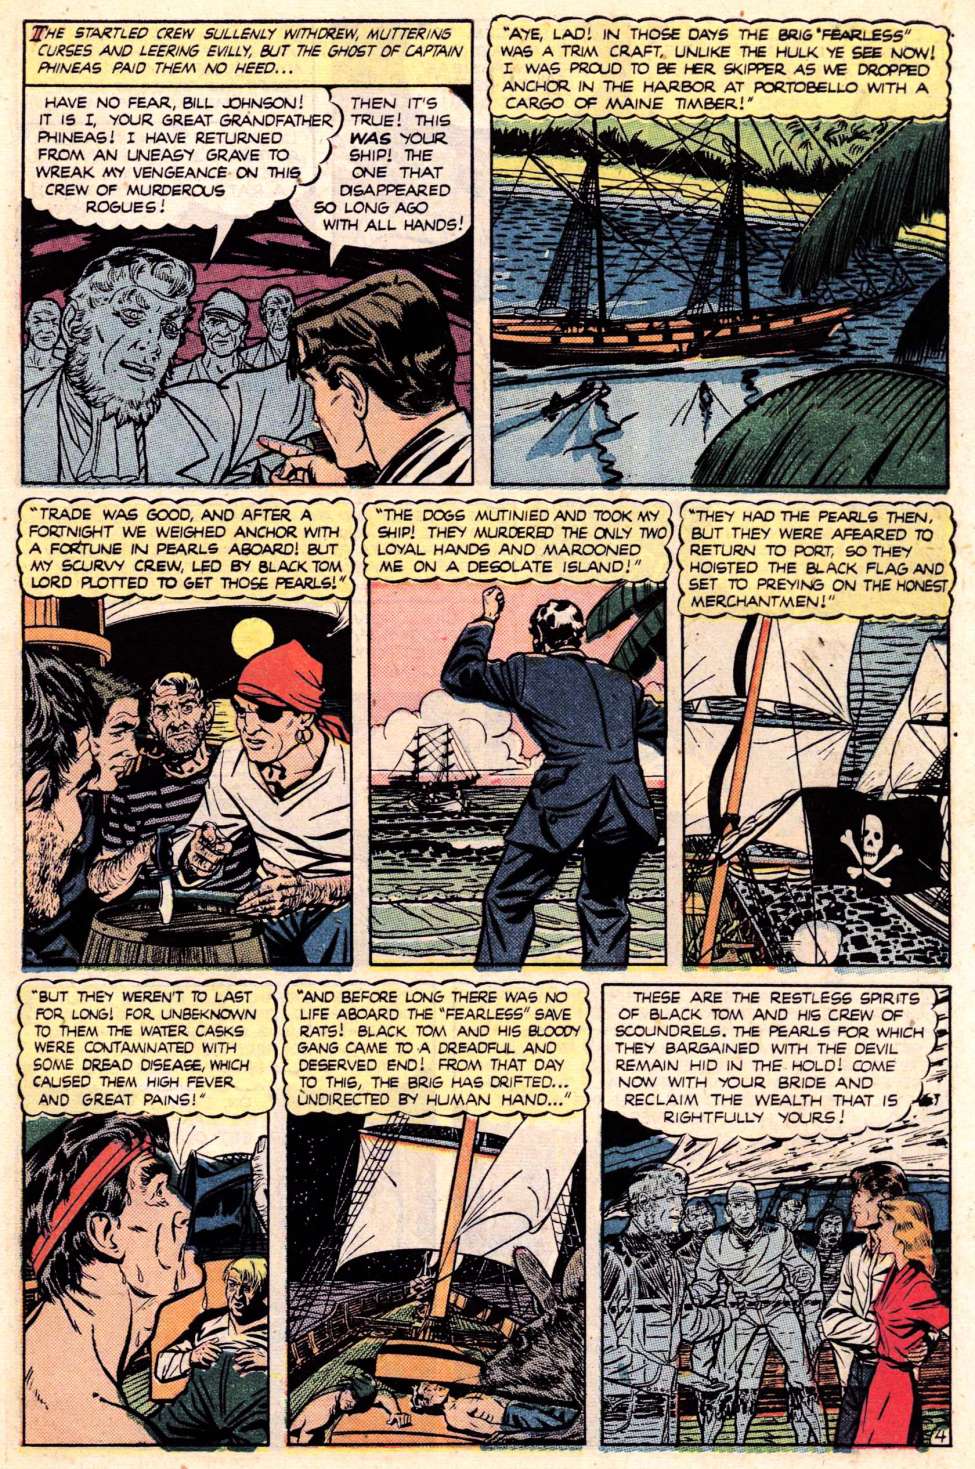 THE STARTLED CREW SULLENLY WITHDREW, MUTTERING
CURSES AND LEERING EVILLY, BUT THE GHOST OF CAPTAIN
PHINEAS PAID THEM NO HEED...
HAVE NO FEAR, BILL JOHNSON!
IT IS I, YOUR GREAT GRANDFATHER
PHINEAS! I HAVE RETURNED
FROM AN UNEASY GRAVE TO
WREAK MY VENGEANCE ON THIS
CREW OF MURDEROUS
ROGUES!
THEN IT'S
TRUE! THIS
WAS YOUR
SHIP! THE
ONE THAT
DISAPPEARED
SO LONG AGO
WITH ALL HANDS!
"AYE, LAD! IN THOSE DAYS THE BRIG "FEARLESS"
WAS A TRIM CRAFT, UNLIKE THE HULK YE SEE NOW!
I WAS PROUD TO BE HER SKIPPER AS WE DROPPED
ANCHOR IN THE HARBOR AT PORTOBELLO WITH A
CARGO OF MAINE TIMBER!"
"TRADE WAS GOOD, AND AFTER A
FORTNIGHT WE WEIGHED ANCHOR WITH
A FORTUNE IN PEARLS ABOARD! BUT
MY SCURVY CREW, LED BY BLACK TOM
LORD PLOTTED TO GET THOSE PEARLS!"
"THE DOGS MUTINIED AND TOOK MY
SHIP! THEY MURDERED THE ONLY TWO
LOYAL HANDS AND MAROONED
ME ON A DESOLATE ISLAND!"
"THEY HAD THE PEARLS THEN,
BUT THEY WERE AFEARED TO
RETURN TO PORT, SO THEY
HOISTED THE BLACK FLAG AND
SET TO PREYING ON THE HONEST
MERCHANTMEN!"
"BUT THEY WEREN'T TO LAST
FOR LONG! FOR UNBEKNOWN
TO THEM THE WATER CASKS
WERE CONTAMINATED WITH
SOME DREAD DISEASE, WHICH
CAUSED THEM HIGH FEVER
AND GREAT PAINS!"
"AND BEFORE LONG THERE WAS NO
LIFE ABOARD THE "FEARLESS" SAVE
RATS! BLACK TOM AND HIS BLOODY
GANG CAME TO A DREADFUL AND
DESERVED END! FROM THAT DAY
TO THIS, THE BRIG HAS DRIFTED...
UNDIRECTED BY HUMAN HAND..."
THESE ARE THE RESTLESS SPIRITS
OF BLACK TOM AND HIS CREW OF
SCOUNDRELS. THE PEARLS FOR WHICH
THEY BARGAINED WITH THE DEVIL
REMAIN HID IN THE HOLD! COME
NOW WITH YOUR BRIDE AND
RECLAIM THE WEALTH THAT IS
RIGHTFULLY YOURS!
4